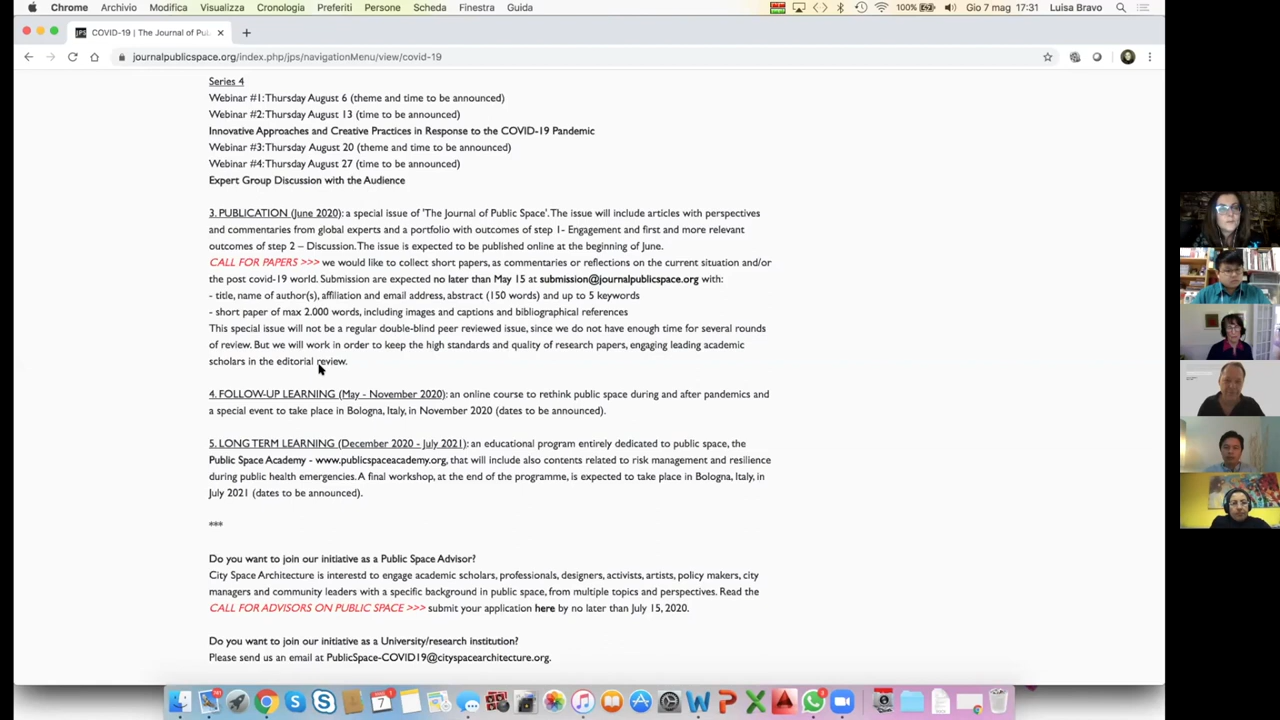 Chrome Archivio Modifica Visualizza Cronologia Preferiti Persone Scheda Finestra Guida 100% Gio 7 mag 17:31 Luisa Bravo
COVID-19 | The Journal of Pu
journalpublicspace.org/index.php/jps/navigationMenu/view/covid-19
Series 4
Webinar #1: Thursday August 6 (theme and time to be announced)
Webinar #2: Thursday August 13 (time to be announced)
Innovative Approaches and Creative Practices in Response to the COVID-19 Pandemic
Webinar #3: Thursday August 20 (theme and time to be announced)
Webinar #4: Thursday August 27 (time to be announced)
Expert Group Discussion with the Audience
3. PUBLICATION (June 2020): a special issue of 'The Journal of Public Space'. The issue will include articles with perspectives
and commentaries from global experts and a portfolio with outcomes of step 1- Engagement and first and more relevant
outcomes of step 2 – Discussion. The issue is expected to be published online at the beginning of June.
CALL FOR PAPERS >>> we would like to collect short papers, as commentaries or reflections on the current situation and/or
the post covid-19 world. Submission are expected no later than May 15 at submission@journalpublicspace.org with:
- title, name of author(s), affiliation and email address, abstract (150 words) and up to 5 keywords
- short paper of max 2.000 words, including images and captions and bibliographical references
This special issue will not be a regular double-blind peer reviewed issue, since we do not have enough time for several rounds
of review. But we will work in order to keep the high standards and quality of research papers, engaging leading academic
scholars in the editorial review.
4. FOLLOW-UP LEARNING (May - November 2020): an online course to rethink public space during and after pandemics and
a special event to take place in Bologna, Italy, in November 2020 (dates to be announced).
5. LONG TERM LEARNING (December 2020 - July 2021): an educational program entirely dedicated to public space, the
Public Space Academy - www.publicspaceacademy.org, that will include also contents related to risk management and resilience
during public health emergencies. A final workshop, at the end of the programme, is expected to take place in Bologna, Italy, in
July 2021 (dates to be announced).
***
Do you want to join our initiative as a Public Space Advisor?
City Space Architecture is interestd to engage academic scholars, professionals, designers, activists, artists, policy makers, city
managers and community leaders with a specific background in public space, from multiple topics and perspectives. Read the
CALL FOR ADVISORS ON PUBLIC SPACE >>> submit your application here by no later than July 15, 2020.
Do you want to join our initiative as a University/research institution?
Please send us an email at PublicSpace-COVID19@cityspacearchitecture.org.